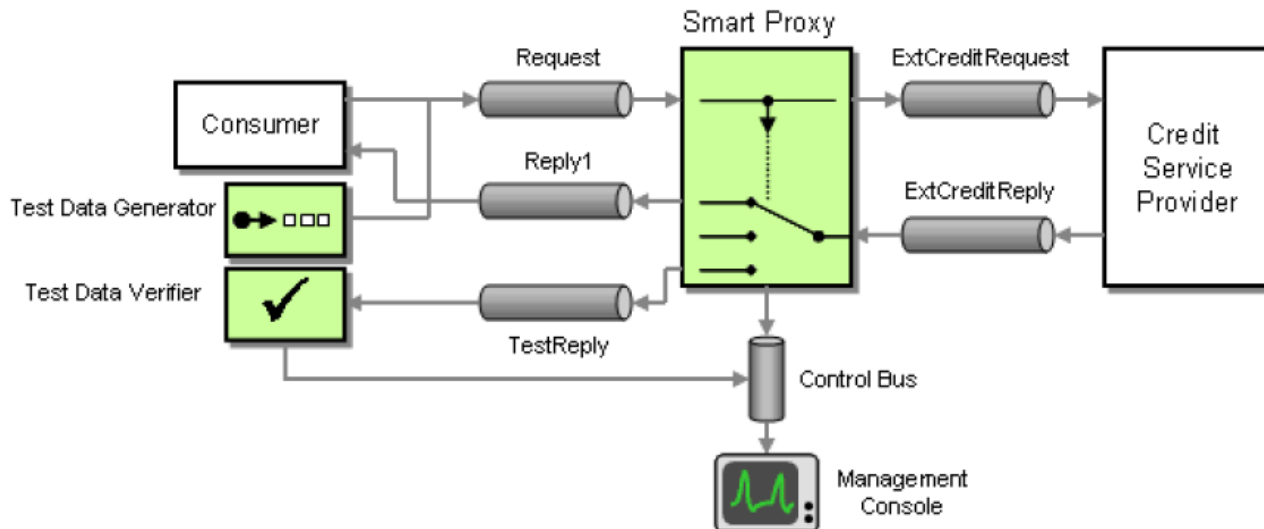 Smart Proxy
Request
ExtCreditRequest
Consumer
Credit
Service
Provider
Reply1
ExtCreditReply
Test Data Generator
Test Data Verifier
TestReply
Control Bus
Management
Console